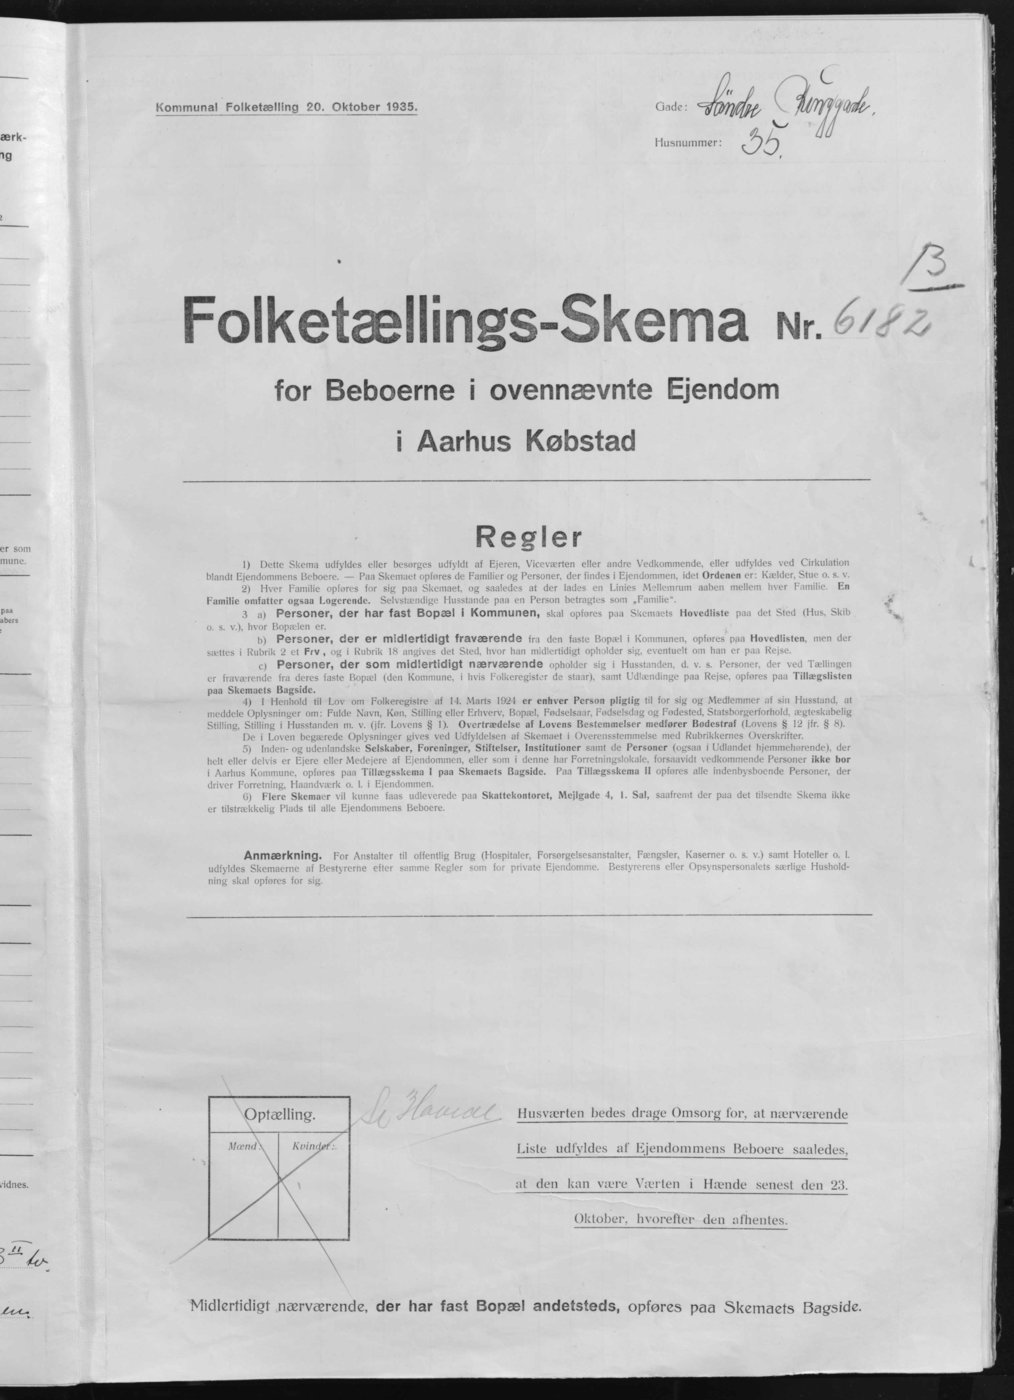 Kommunal Folketælling 20. Oktober 1935.
Gade: Söndre Ringgade.
Husnummer: 35.
B
Folketællings-Skema Nr. 6182
for Beboerne i ovennævnte Ejendom
i Aarhus Købstad
Regler
1) Dette Skema udfyldes eller besørges udfyldt af Ejeren, Viceværten eller andre Vedkommende, eller udfyldes ved Cirkulation
blandt Ejendommens Beboere. — Paa Skemaet opføres de Familier og Personer, der findes i Ejendommen, idet Ordenen er: Kælder, Stue o. s. v.
2) Hver Familie opføres for sig paa Skemaet, og saaledes at der lades en Linies Mellemrum aaben mellem hver Familie. En
Familie omfatter ogsaa Logerende. Selvstændige Husstande paa en Person betragtes som „Familie“.
3 a) Personer, der har fast Bopæl i Kommunen, skal opføres paa Skemaets Hovedliste paa det Sted (Hus, Skib
o. s. v.), hvor Bopælen er.
b) Personer, der er midlertidigt fraværende fra den faste Bopæl i Kommunen, opføres paa Hovedlisten, men der
sættes i Rubrik 2 et Frv., og i Rubrik 18 angives det Sted, hvor han midlertidigt opholder sig, eventuelt om han er paa Rejse.
c) Personer, der som midlertidigt nærværende opholder sig i Husstanden, d. v. s. Personer, der ved Tællingen
er fraværende fra deres faste Bopæl (den Kommune, i hvis Folkeregister de staar), samt Udlændinge paa Rejse, opføres paa Tillægslisten
paa Skemaets Bagside.
4) I Henhold til Lov om Folkeregistre af 14. Marts 1924 er enhver Person pligtig til for sig og Medlemmer af sin Husstand, at
meddele Oplysninger om: Fulde Navn, Køn, Stilling eller Erhverv, Bopæl, Fødselsaar, Fødselsdag og Fødested, Statsborgerforhold, ægteskabelig
Stilling, Stilling i Husstanden m. v. (jfr. Lovens § 1). Overtrædelse af Lovens Bestemmelser medfører Bødestraf (Lovens § 12 jfr. § 8).
De i Loven begærede Oplysninger gives ved Udfyldelsen af Skemaet i Overensstemmelse med Rubrikkernes Overskrifter.
5) Inden- og udenlandske Selskaber, Foreninger, Stiftelser, Institutioner samt de Personer (ogsaa i Udlandet hjemmehørende), der
helt eller delvis er Ejere eller Medejere af Ejendommen, eller som i denne har Forretningslokale, forsaavidt vedkommende Personer ikke bor
i Aarhus Kommune, opføres paa Tillægsskema I paa Skemaets Bagside. Paa Tillægsskema II opføres alle indenbysboende Personer, der
driver Forretning, Haandværk o. l. i Ejendommen.
6) Flere Skemaer vil kunne faas udleverede paa Skattekontoret, Mejlgade 4, 1. Sal, saafremt der paa det tilsendte Skema ikke
er tilstrækkelig Plads til alle Ejendommens Beboere.
Anmærkning. For Anstalter til offentlig Brug (Hospitaler, Forsørgelsesanstalter, Fængsler, Kaserner o. s. v.) samt Hoteller o. l.
udfyldes Skemaerne af Bestyrerne efter samme Regler som for private Ejendomme. Bestyrerens eller Opsynspersonalets særlige Hushold-
ning skal opføres for sig.
Optælling.
Mænd:
Kvinder:
Husværten bedes drage Omsorg for, at nærværende
Liste udfyldes af Ejendommens Beboere saaledes,
at den kan være Værten i Hænde senest den 23.
Oktober, hvorefter den afhentes.
Midlertidigt nærværende, der har fast Bopæl andetsteds, opføres paa Skemaets Bagside.